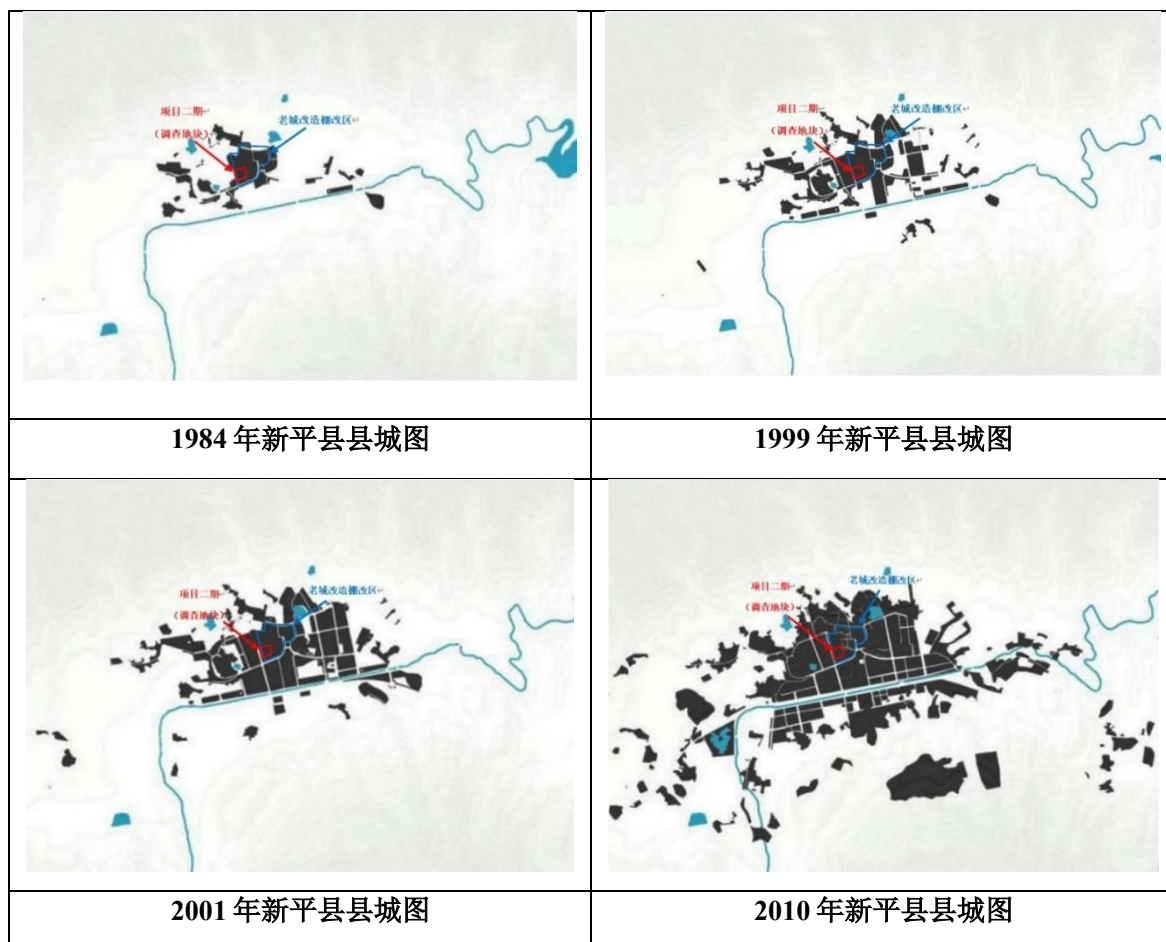 项目二期
（调查地块）
老城改造棚改区
项目二期
（调查地块）
老城改造棚改区
1984 年新平县县城图
1999 年新平县县城图
项目二期
（调查地块）
老城改造棚改区
项目二期
（调查地块）
老城改造棚改区
2001 年新平县县城图
2010 年新平县县城图